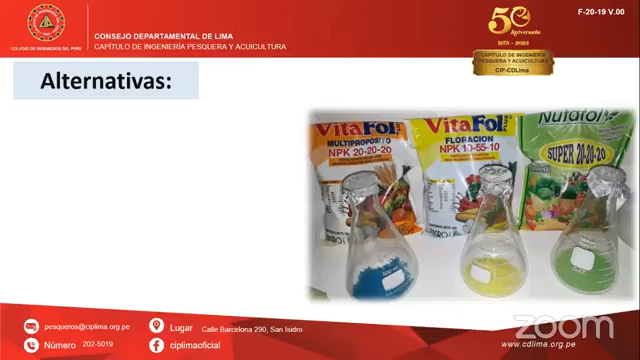 F-20-19 V.00
COLEGIO DE INGENIEROS DEL PERÚ
CONSEJO DEPARTAMENTAL DE LIMA
CAPÍTULO DE INGENIERÍA PESQUERA Y ACUICULTURA
50
Aniversario
CAPÍTULO DE INGENIERÍA
PESQUERA Y ACUICULTURA
CIP-CDLima
Alternativas:
VitaFol
MULTIPROPOSITO
NPK 20-20-20
VitaFol PLUS
FLORACION
NPK 10-55-10
Nutrafol
SUPER 20-20-20
pesqueros@ciplima.org.pe
Número 202-5019
Lugar Calle Barcelona 290, San Isidro
ciplimaoficial
zoom
www.cdlima.org.pe